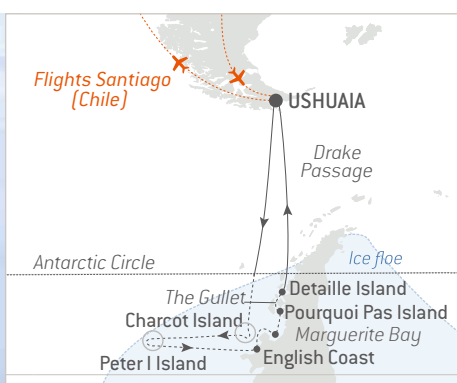 Flights Santiago
(Chile)
USHUAIA
Drake
Passage
Antarctic Circle
Ice floe
The Gullet
Detaille Island
Charcot Island
Pourquoi Pas Island
Marguerite Bay
Peter I Island
English Coast